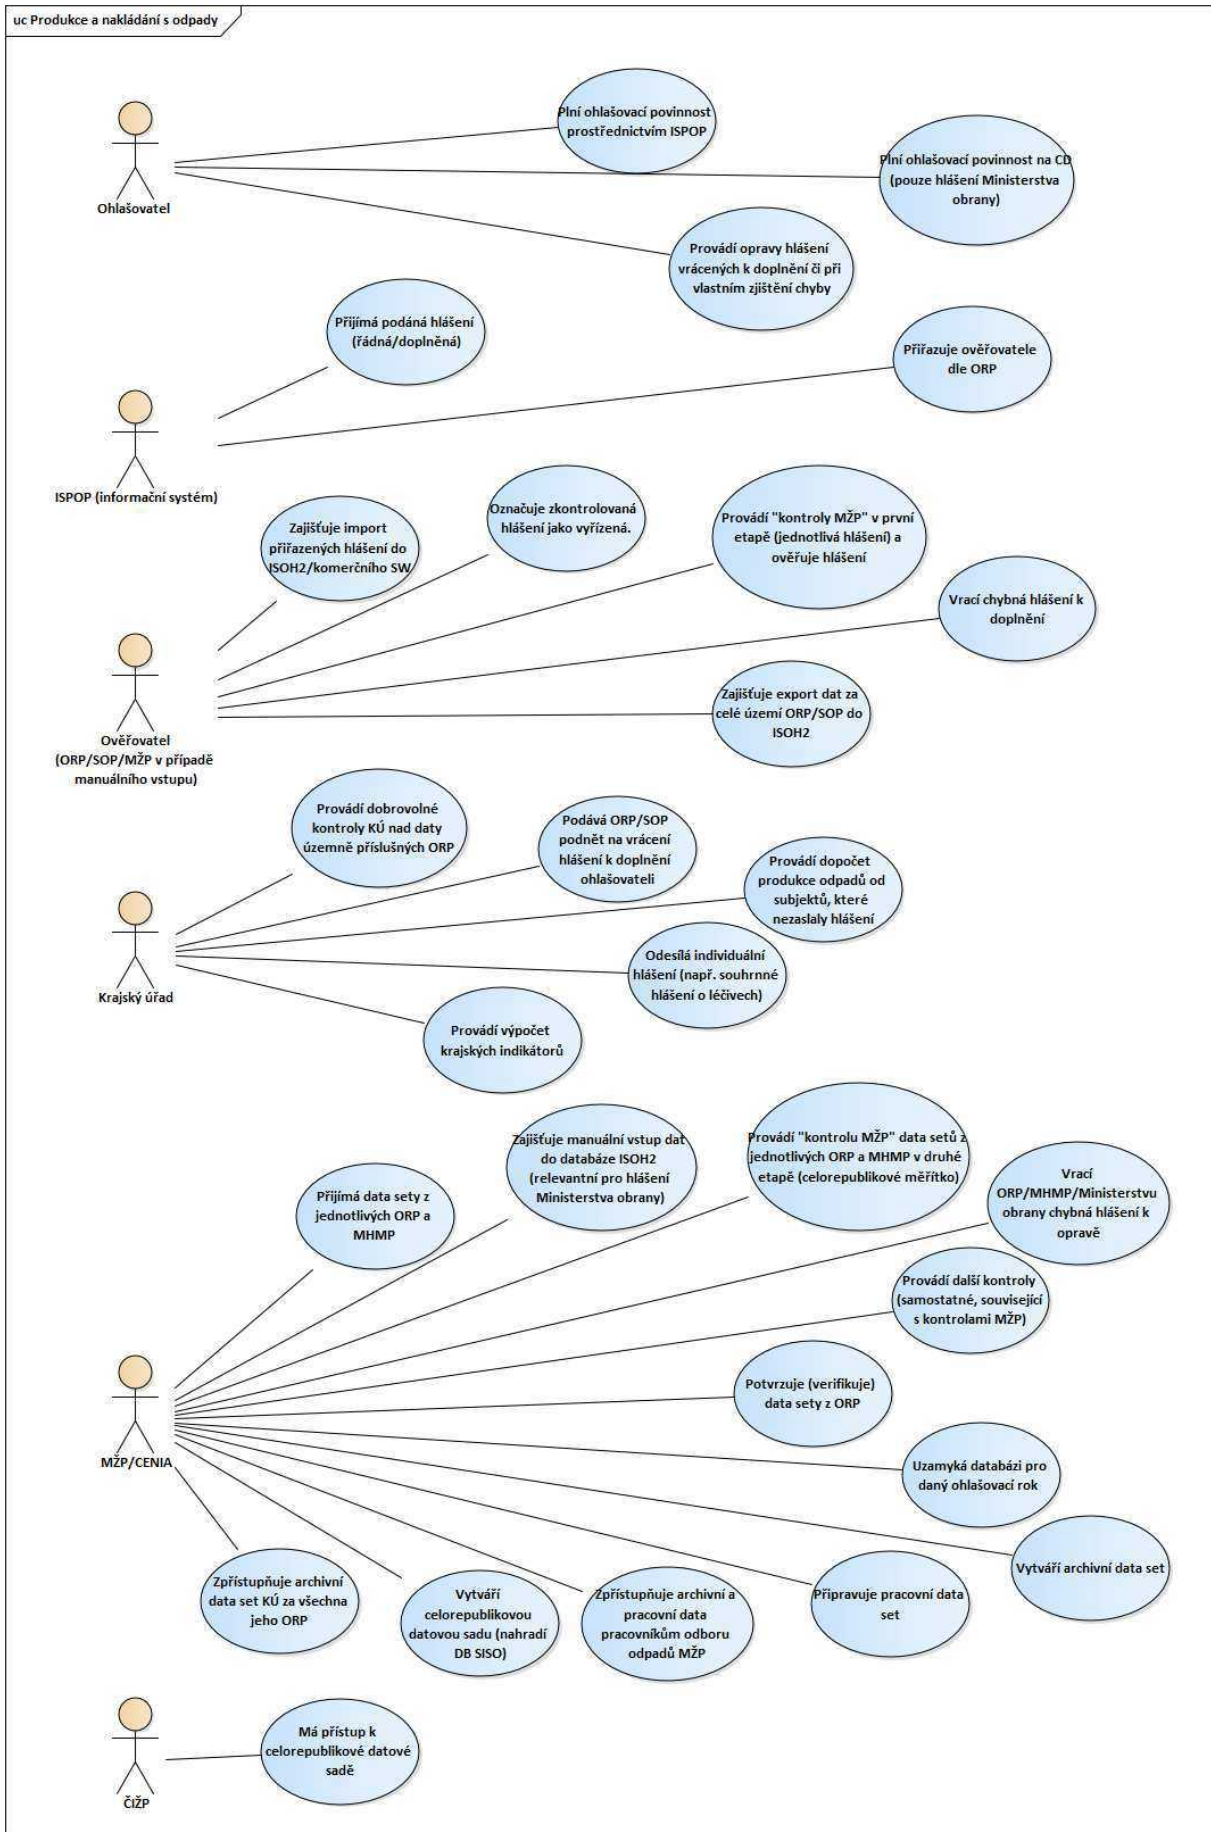 uc Produkce a nakládání s odpady
Plní ohlašovací povinnost
prostřednictvím ISPOP
Plní ohlašovací povinnost na CD
(pouze hlášení Ministerstva
obrany)
Ohlašovatel
Provádí opravy hlášení
vrácených k doplnění či při
vlastním zjištění chyby
Přijímá podáná hlášení
(řádná/doplněná)
Přiřazuje ověřovatele
dle ORP
ISPOP (informační systém)
Zajišťuje import
přiřazených hlášení do
ISOH2/komerčního SW
Označuje zkontrolovaná
hlášení jako vyřízená.
Provádí "kontroly MŽP" v první
etapě (jednotlivá hlášení) a
ověřuje hlášení
Vrací chybná hlášení k
doplnění
Zajišťuje export dat za
celé území ORP/SOP do
ISOH2
Ověřovatel
(ORP/SOP/MŽP v případě
manuálního vstupu)
Provádí dobrovolné
kontroly KÚ nad daty
územně příslušných ORP
Podává ORP/SOP
podnět na vrácení
hlášení k doplnění
ohlašovateli
Provádí dopočet
produkce odpadů od
subjektů, které
nezaslaly hlášení
Odesílá individuální
hlášení (např. souhrnné
hlášení o léčivech)
Krajský úřad
Provádí výpočet
krajských indikátorů
Zajišťuje manuální vstup dat
do databáze ISOH2
(relevantní pro hlášení
Ministerstva obrany)
Provádí "kontrolu MŽP" data setů z
jednotlivých ORP a MHMP v druhé
etapě (celorepublikové měřítko)
Vrací
ORP/MHMP/Ministerstvu
obrany chybná hlášení k
opravě
Přijímá data sety z
jednotlivých ORP a
MHMP
Provádí další kontroly
(samostatné, související
s kontrolami MŽP)
Potvrzuje (verifikuje)
data sety z ORP
MŽP/CENIA
Uzamyká databázi pro
daný ohlašovací rok
Vytváří archivní data set
Zpřístupňuje archivní
data set KÚ za všechna
jeho ORP
Vytváří
celorepublikovou
datovou sadu (nahradí
DB SISO)
Zpřístupňuje archivní a
pracovní data
pracovníkům odboru
odpadů MŽP
Připravuje pracovní data
set
Má přístup k
celorepublikové datové
sadě
ČIŽP